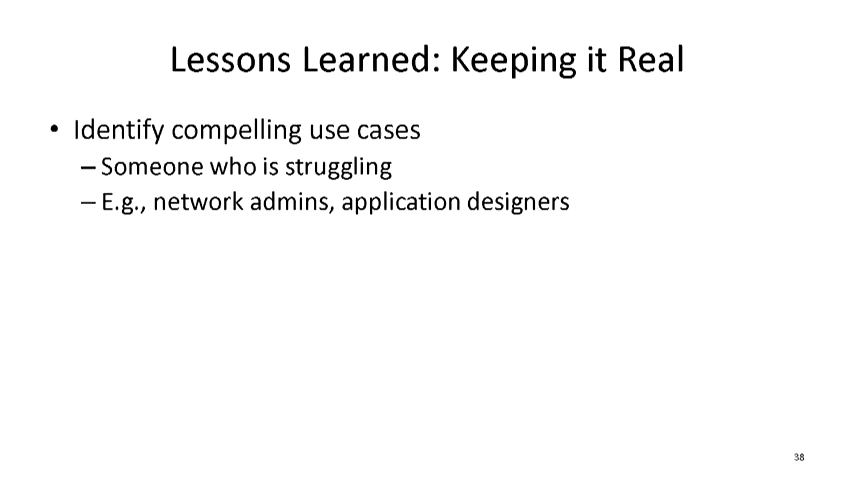 Lessons Learned: Keeping it Real
• Identify compelling use cases
– Someone who is struggling
– E.g., network admins, application designers
38